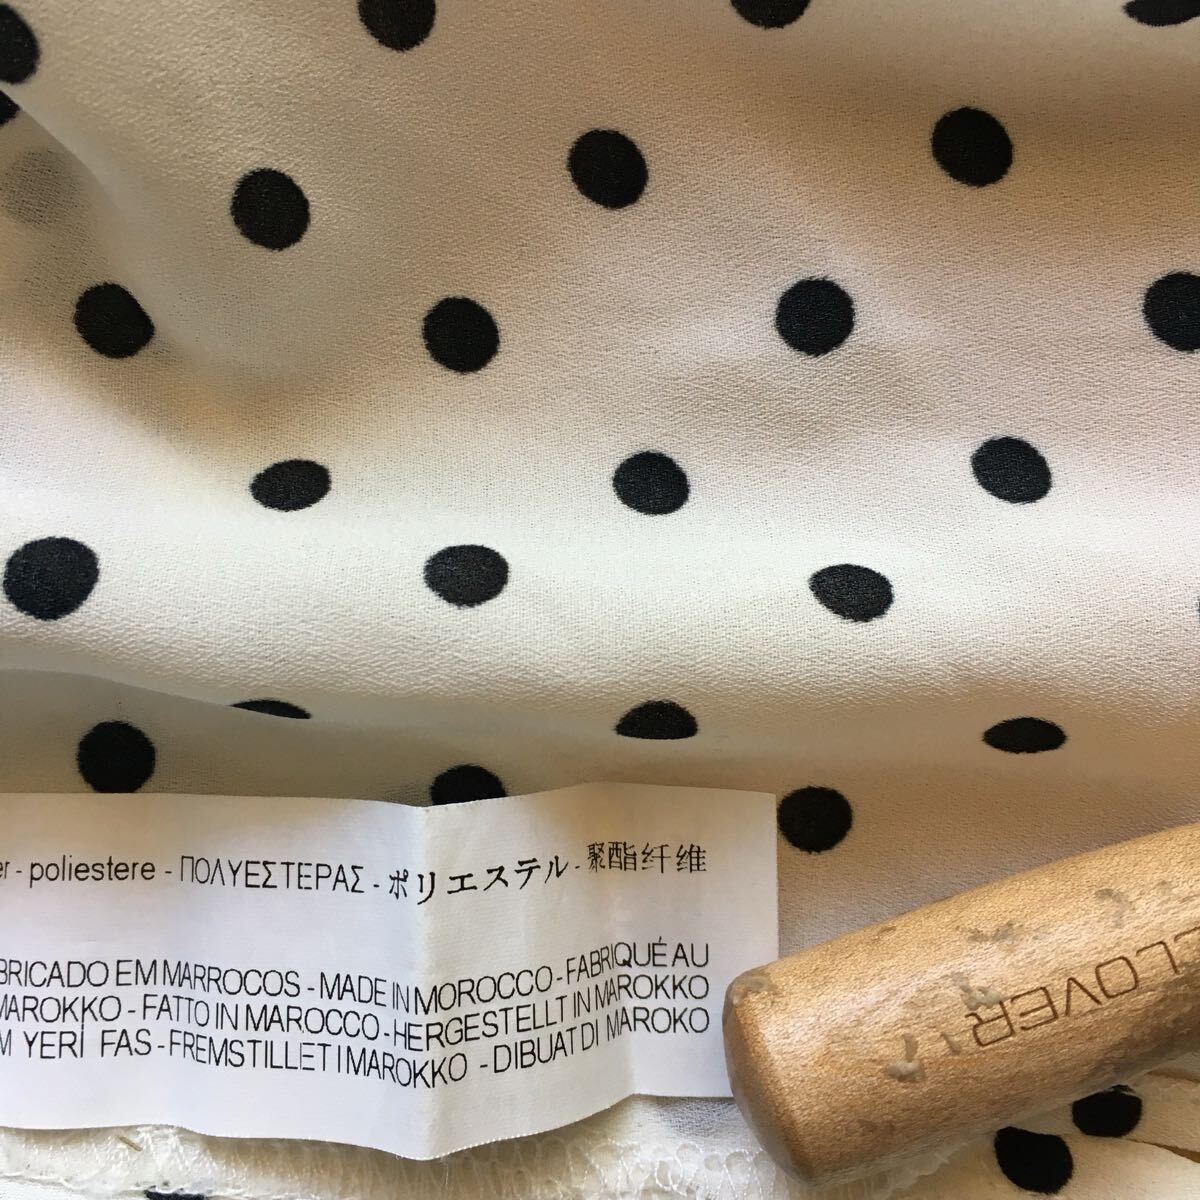 er - poliestere - ΠΟΛΥΕΣΤΕΡΑΣ - ポリエステル - 聚酯纤维
BRICADO EM MARROCOS - MADE IN MOROCCO - FABRIQUÉ AU
MAROKKO - FATTO IN MAROCCO - HERGESTELLT IN MAROKKO
M YERİ FAS - FREMSTILLET I MAROKKO - DIBUAT DI MAROKO
LOVER